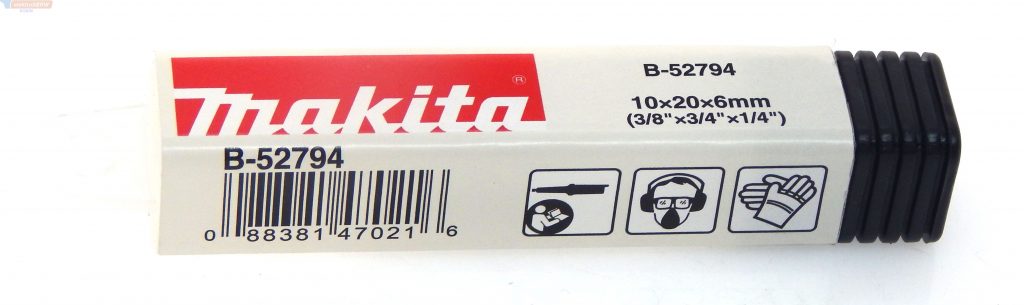 makita®
B-52794
0 88381 47021 6
B-52794
10×20×6mm
(3/8"×3/4"×1/4")